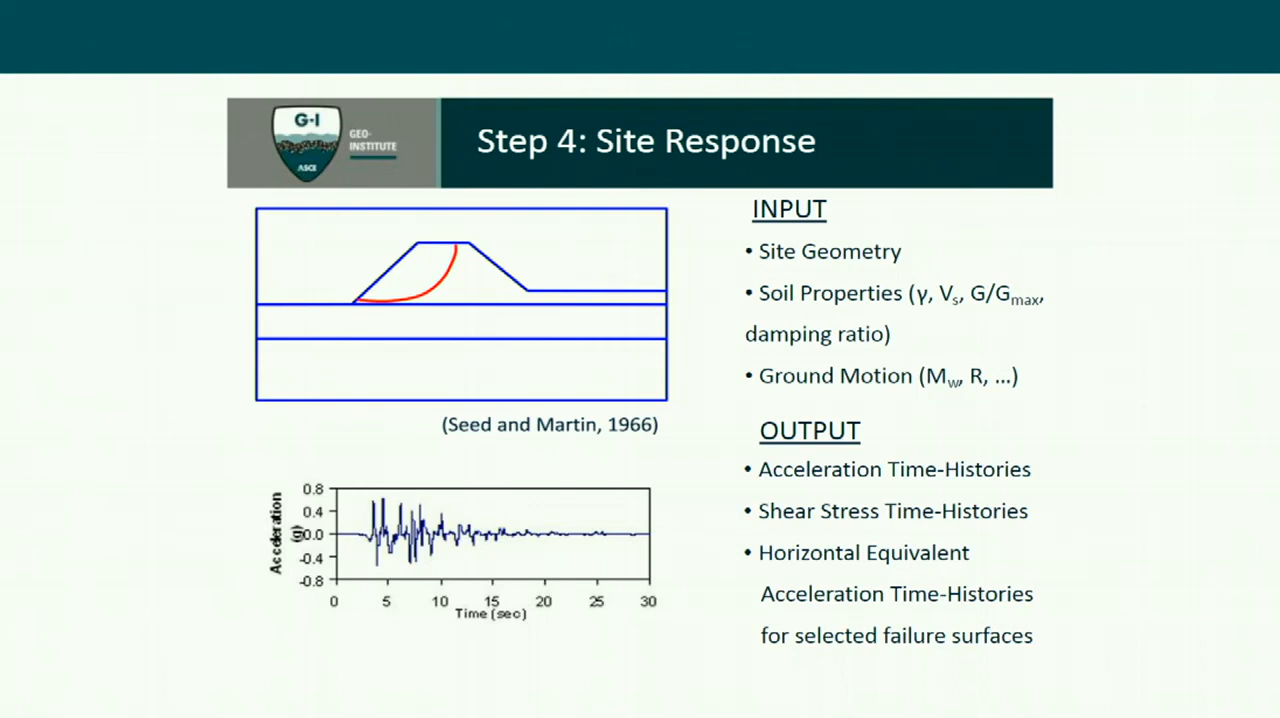 G-I
GEO-
INSTITUTE
ASCE
Step 4: Site Response
INPUT
• Site Geometry
• Soil Properties (γ, Vs, G/Gmax,
damping ratio)
• Ground Motion (Mw, R, ...)
(Seed and Martin, 1966)
OUTPUT
• Acceleration Time-Histories
• Shear Stress Time-Histories
• Horizontal Equivalent
Acceleration Time-Histories
for selected failure surfaces
Acceleration
(g)
0.8
0.4
0.0
-0.4
-0.8
0 5 10 15 20 25 30
Time (sec)